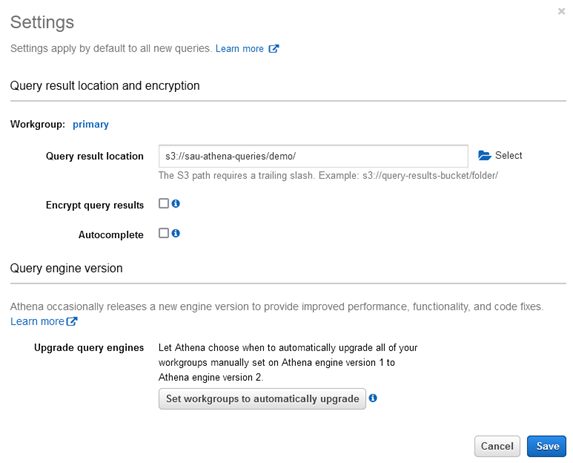 Settings
Settings apply by default to all new queries. Learn more
Query result location and encryption
Workgroup: primary
Query result location s3://sau-athena-queries/demo/ Select
The S3 path requires a trailing slash. Example: s3://query-results-bucket/folder/
Encrypt query results
Autocomplete
Query engine version
Athena occasionally releases a new engine version to provide improved performance, functionality, and code fixes.
Learn more
Upgrade query engines Let Athena choose when to automatically upgrade all of your
workgroups manually set on Athena engine version 1 to
Athena engine version 2.
Set workgroups to automatically upgrade
Cancel Save